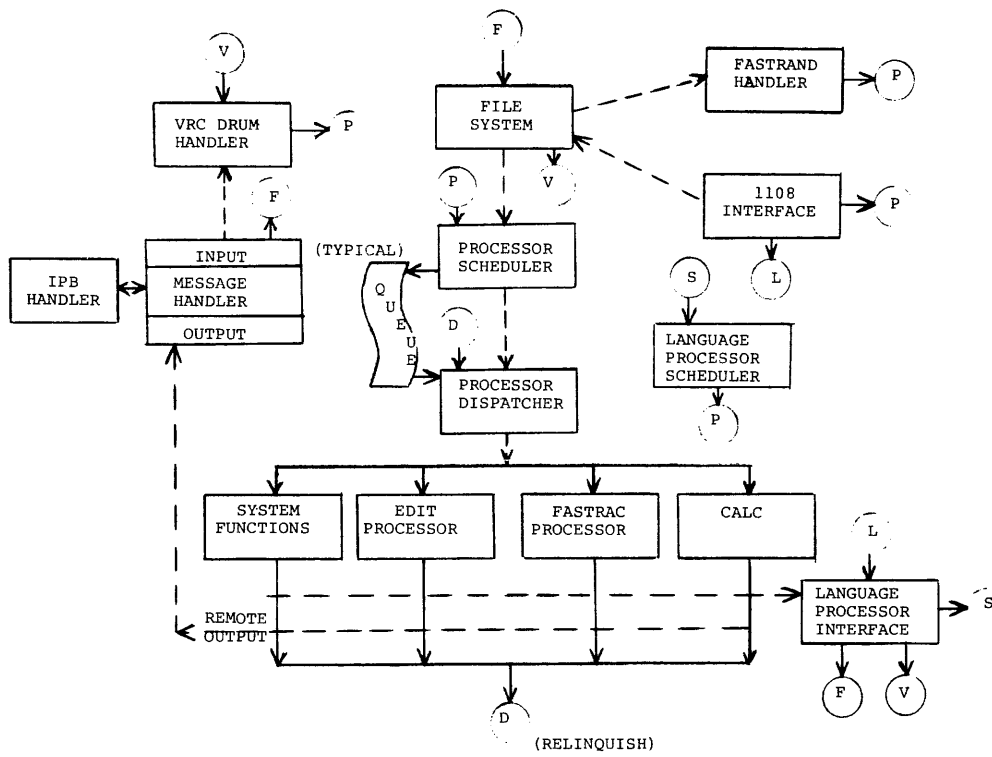 F
V
FASTRAND
HANDLER
P
VRC DRUM
HANDLER
P
FILE
SYSTEM
V
P
F
1108
INTERFACE
P
L
(TYPICAL)
PROCESSOR
SCHEDULER
INPUT
MESSAGE
HANDLER
OUTPUT
IPB
HANDLER
QUEUE
D
S
LANGUAGE
PROCESSOR
SCHEDULER
P
PROCESSOR
DISPATCHER
SYSTEM
FUNCTIONS
EDIT
PROCESSOR
FASTRAC
PROCESSOR
CALC
L
LANGUAGE
PROCESSOR
INTERFACE
S
REMOTE
OUTPUT
F
V
D
(RELINQUISH)